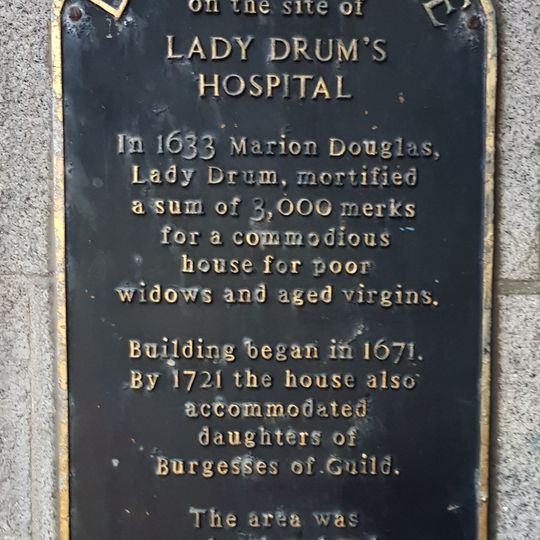 on the site of
LADY DRUM'S
HOSPITAL
In 1633 Marion Douglas,
Lady Drum, mortified
a sum of 3,000 merks
for a commodious
house for poor
widows and aged virgins.
Building began in 1671.
By 1721 the house also
accommodated
daughters of
Burgesses of Guild.
The area was